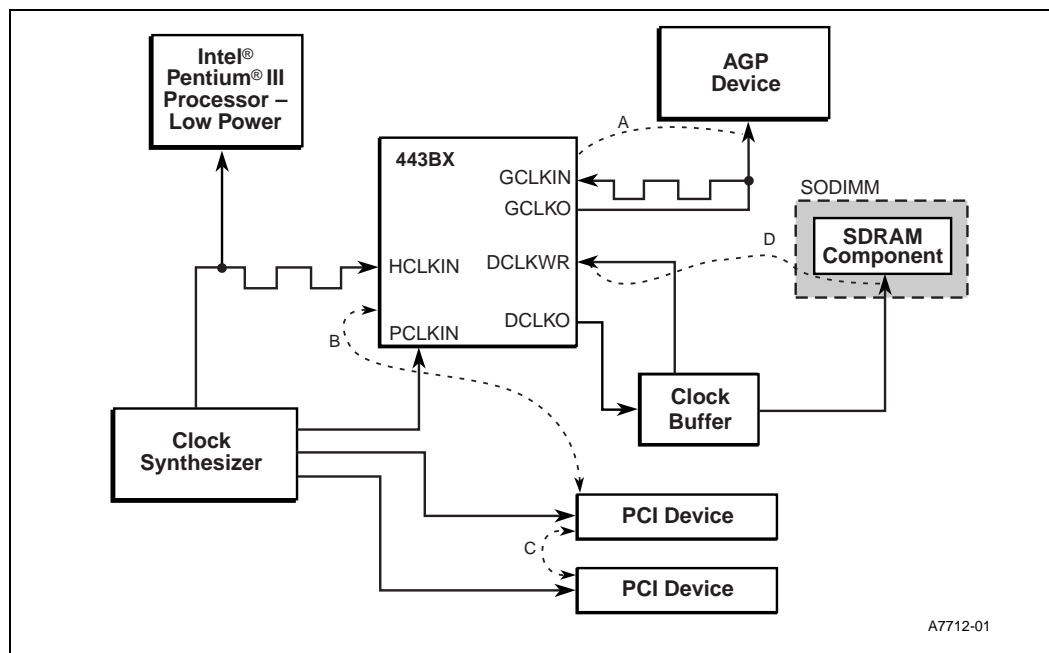 Intel®
Pentium® III
Processor –
Low Power
AGP
Device
A
443BX
GCLKIN
GCLKO
SODIMM
SDRAM
Component
D
HCLKIN
DCLKWR
DCLKO
PCLKIN
B
Clock
Buffer
Clock
Synthesizer
PCI Device
C
PCI Device
A7712-01